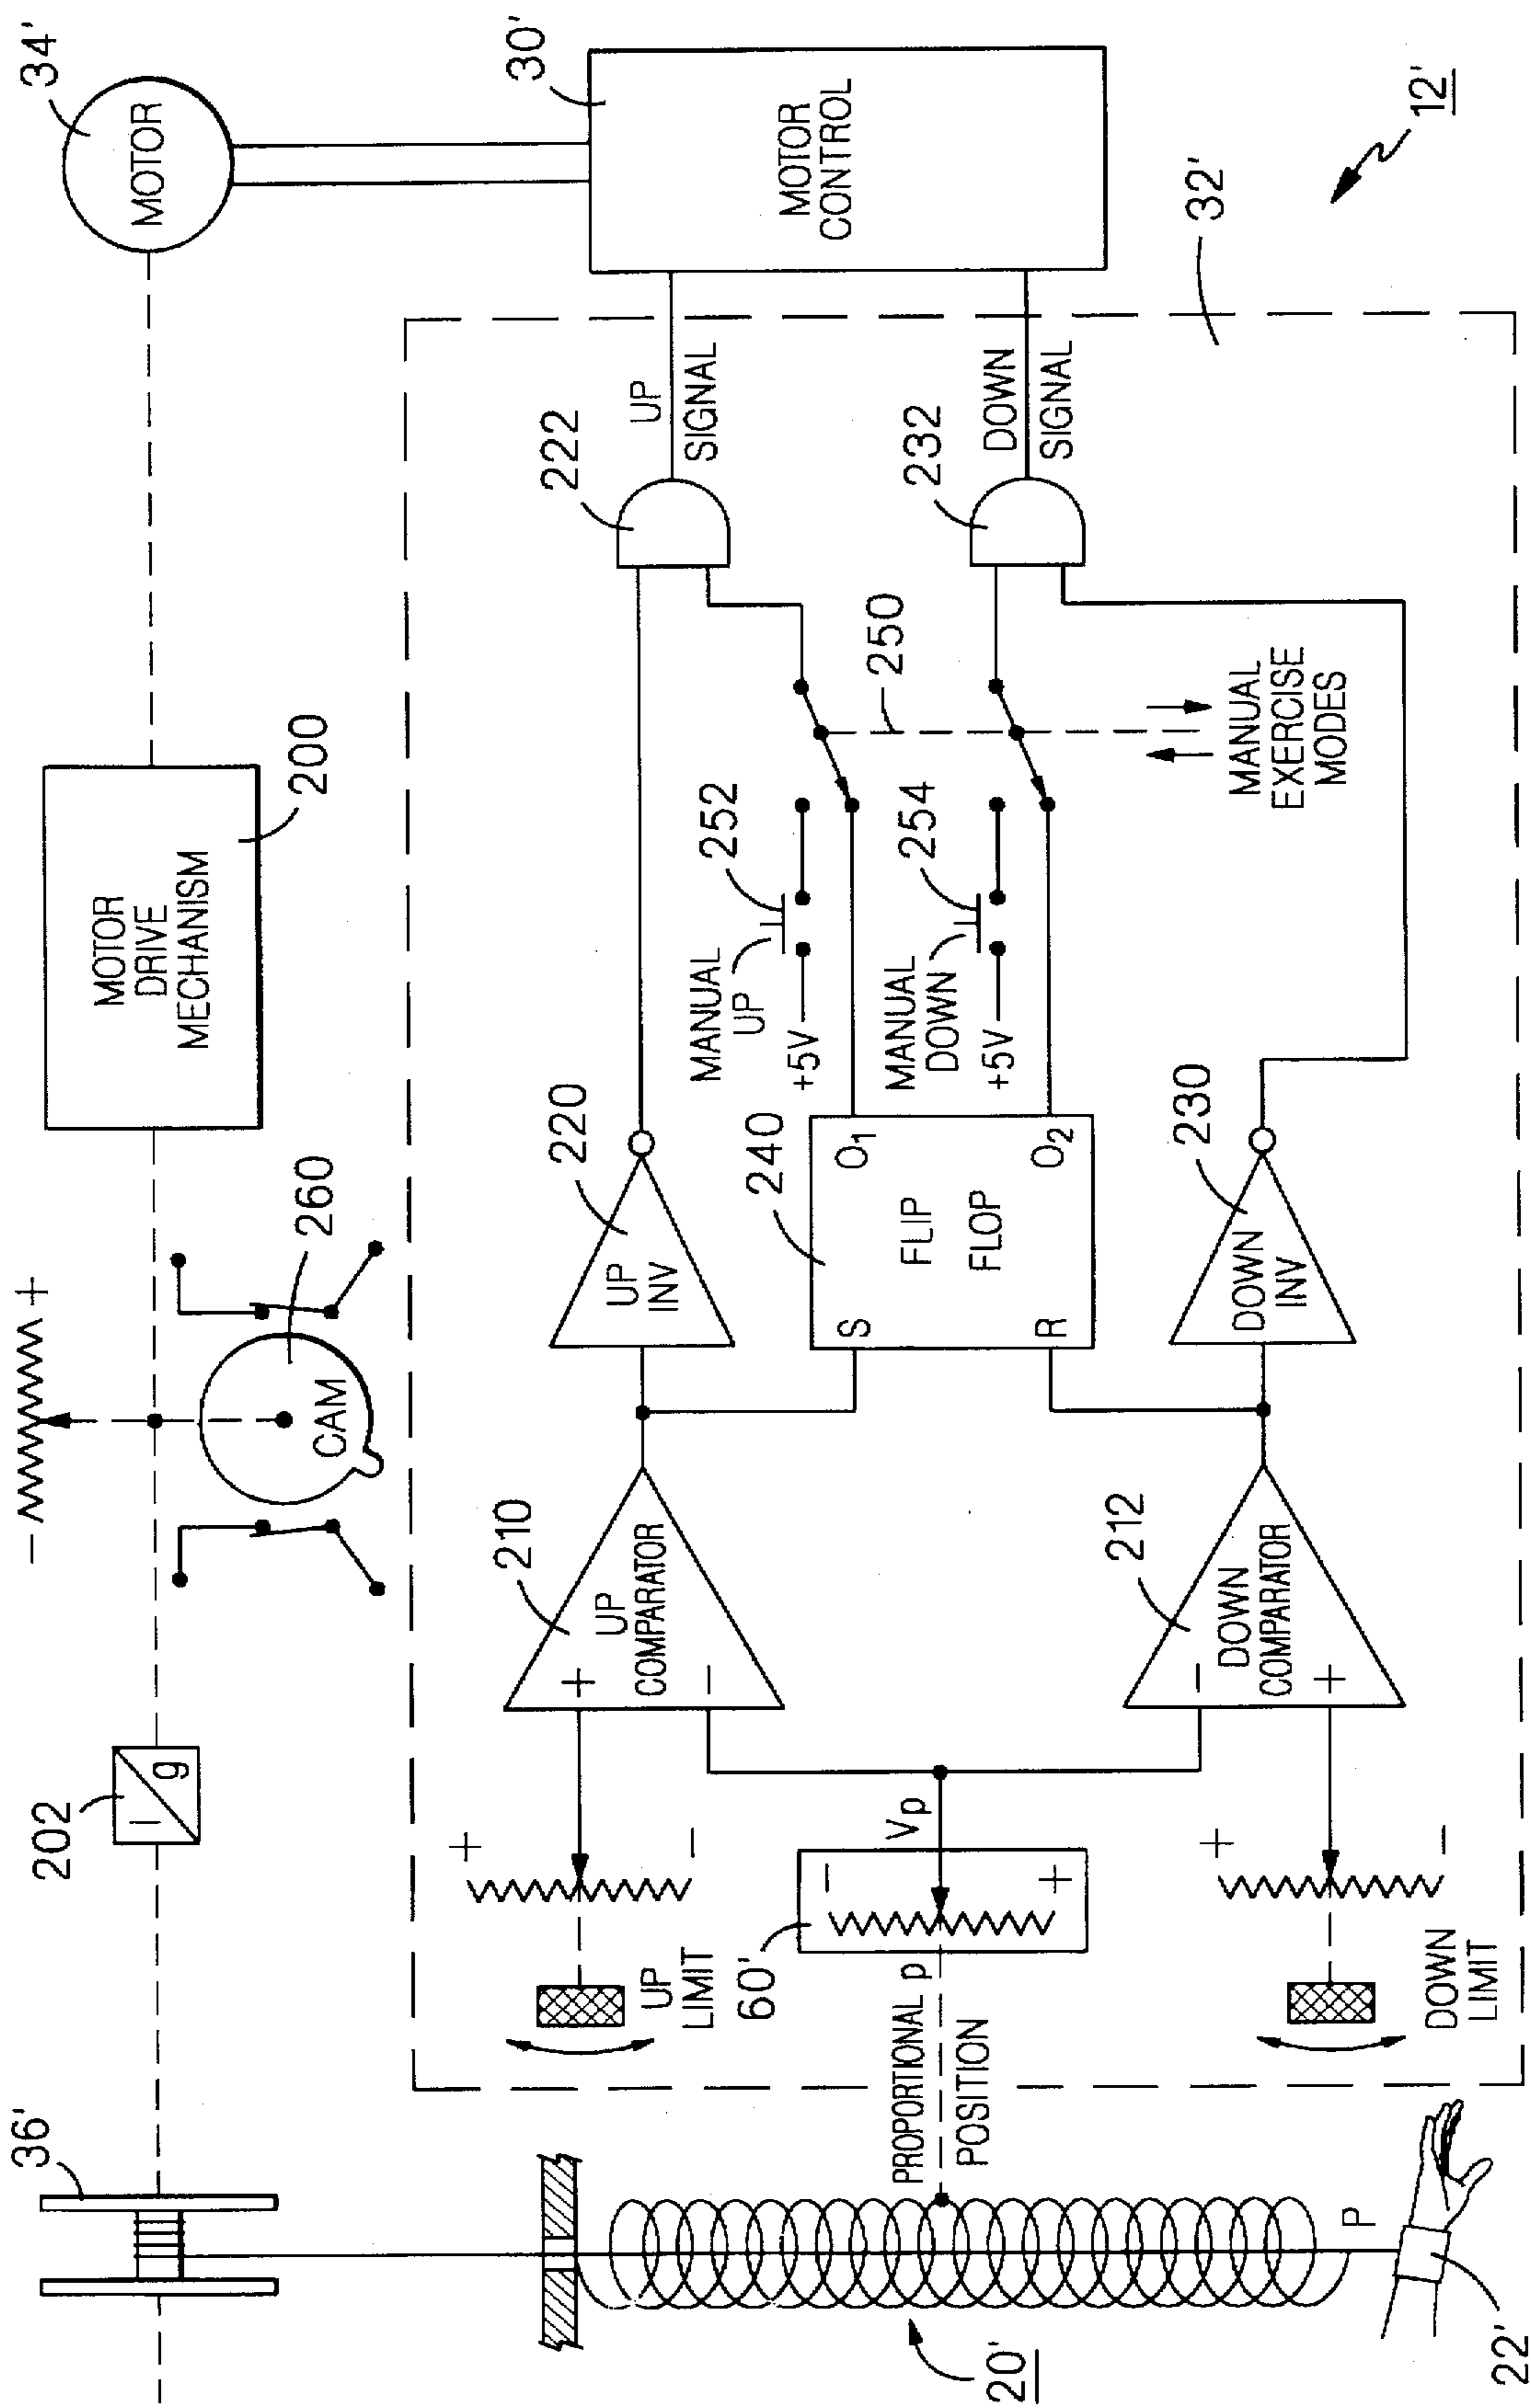 36'
202
I
g
− +
CAM
260
MOTOR
DRIVE
MECHANISM
200
MOTOR
34'
20'
22'
P
PROPORTIONAL p
POSITION
UP
LIMIT
+
−
60'
−
+
Vp
DOWN
LIMIT
+
−
210
UP
COMPARATOR
+
−
212
DOWN
COMPARATOR
−
+
220
UP
INV
240
FLIP
FLOP
S
R
O1
O2
230
DOWN
INV
MANUAL
UP
+5V
252
MANUAL
DOWN
+5V
254
250
MANUAL
EXERCISE
MODES
222
UP
SIGNAL
232
DOWN
SIGNAL
30'
MOTOR
CONTROL
32'
12'